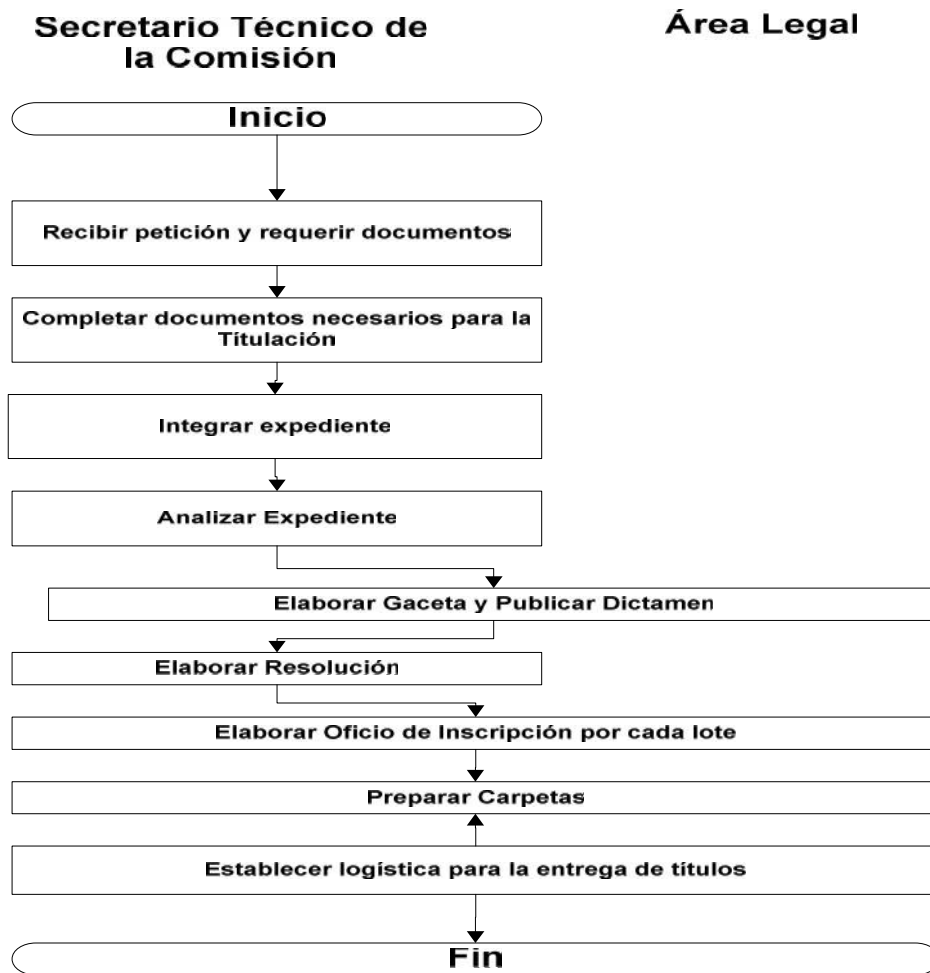 Secretario Técnico de
la Comisión
Área Legal
Inicio
Recibir petición y requerir documentos
Completar documentos necesarios para la
Títulación
Integrar expediente
Analizar Expediente
Elaborar Gaceta y Publicar Dictamen
Elaborar Resolución
Elaborar Oficio de Inscripción por cada lote
Preparar Carpetas
Establecer logística para la entrega de títulos
Fin